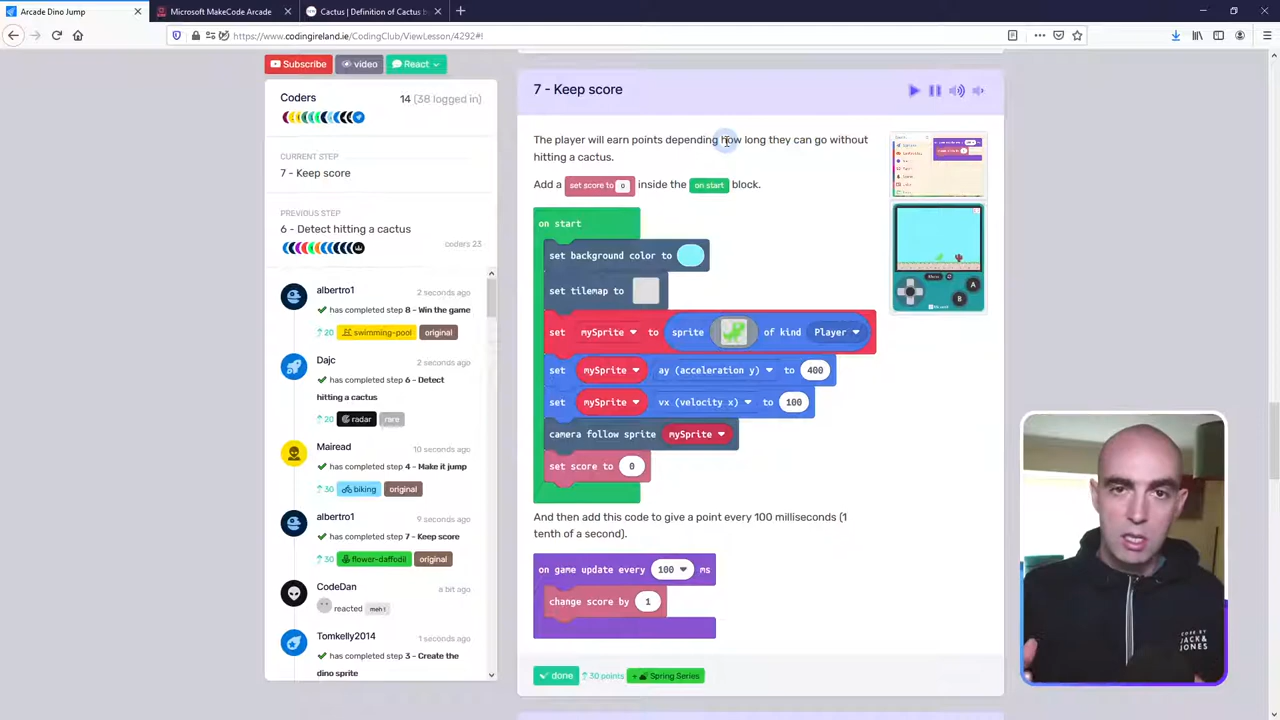 Arcade Dino Jump
Microsoft MakeCode Arcade
Cactus | Definition of Cactus b
https://www.codingireland.ie/CodingClub/ViewLesson/4292#!
Subscribe
video
React
Coders
14 (38 logged in)
CURRENT STEP
7 - Keep score
PREVIOUS STEP
6 - Detect hitting a cactus
coders 23
albertro1
2 seconds ago
has completed step 8 - Win the game
20 swimming-pool original
Dajc
2 seconds ago
has completed step 6 - Detect
hitting a cactus
20 radar rare
Mairead
10 seconds ago
has completed step 4 - Make it jump
30 biking original
albertro1
9 seconds ago
has completed step 7 - Keep score
30 flower-daffodil original
CodeDan
a bit ago
reacted meh!
Tomkelly2014
1 seconds ago
has completed step 3 - Create the
dino sprite
7 - Keep score
The player will earn points depending how long they can go without
hitting a cactus.
Add a set score to 0 inside the on start block.
on start
set background color to
set tilemap to
set mySprite to sprite of kind Player
set mySprite ay (acceleration y) to 400
set mySprite vx (velocity x) to 100
camera follow sprite mySprite
set score to 0
And then add this code to give a point every 100 milliseconds (1
tenth of a second).
on game update every 100 ms
change score by 1
done
30 points
+ Spring Series
A
B
CODE BY
JACK &
JONES